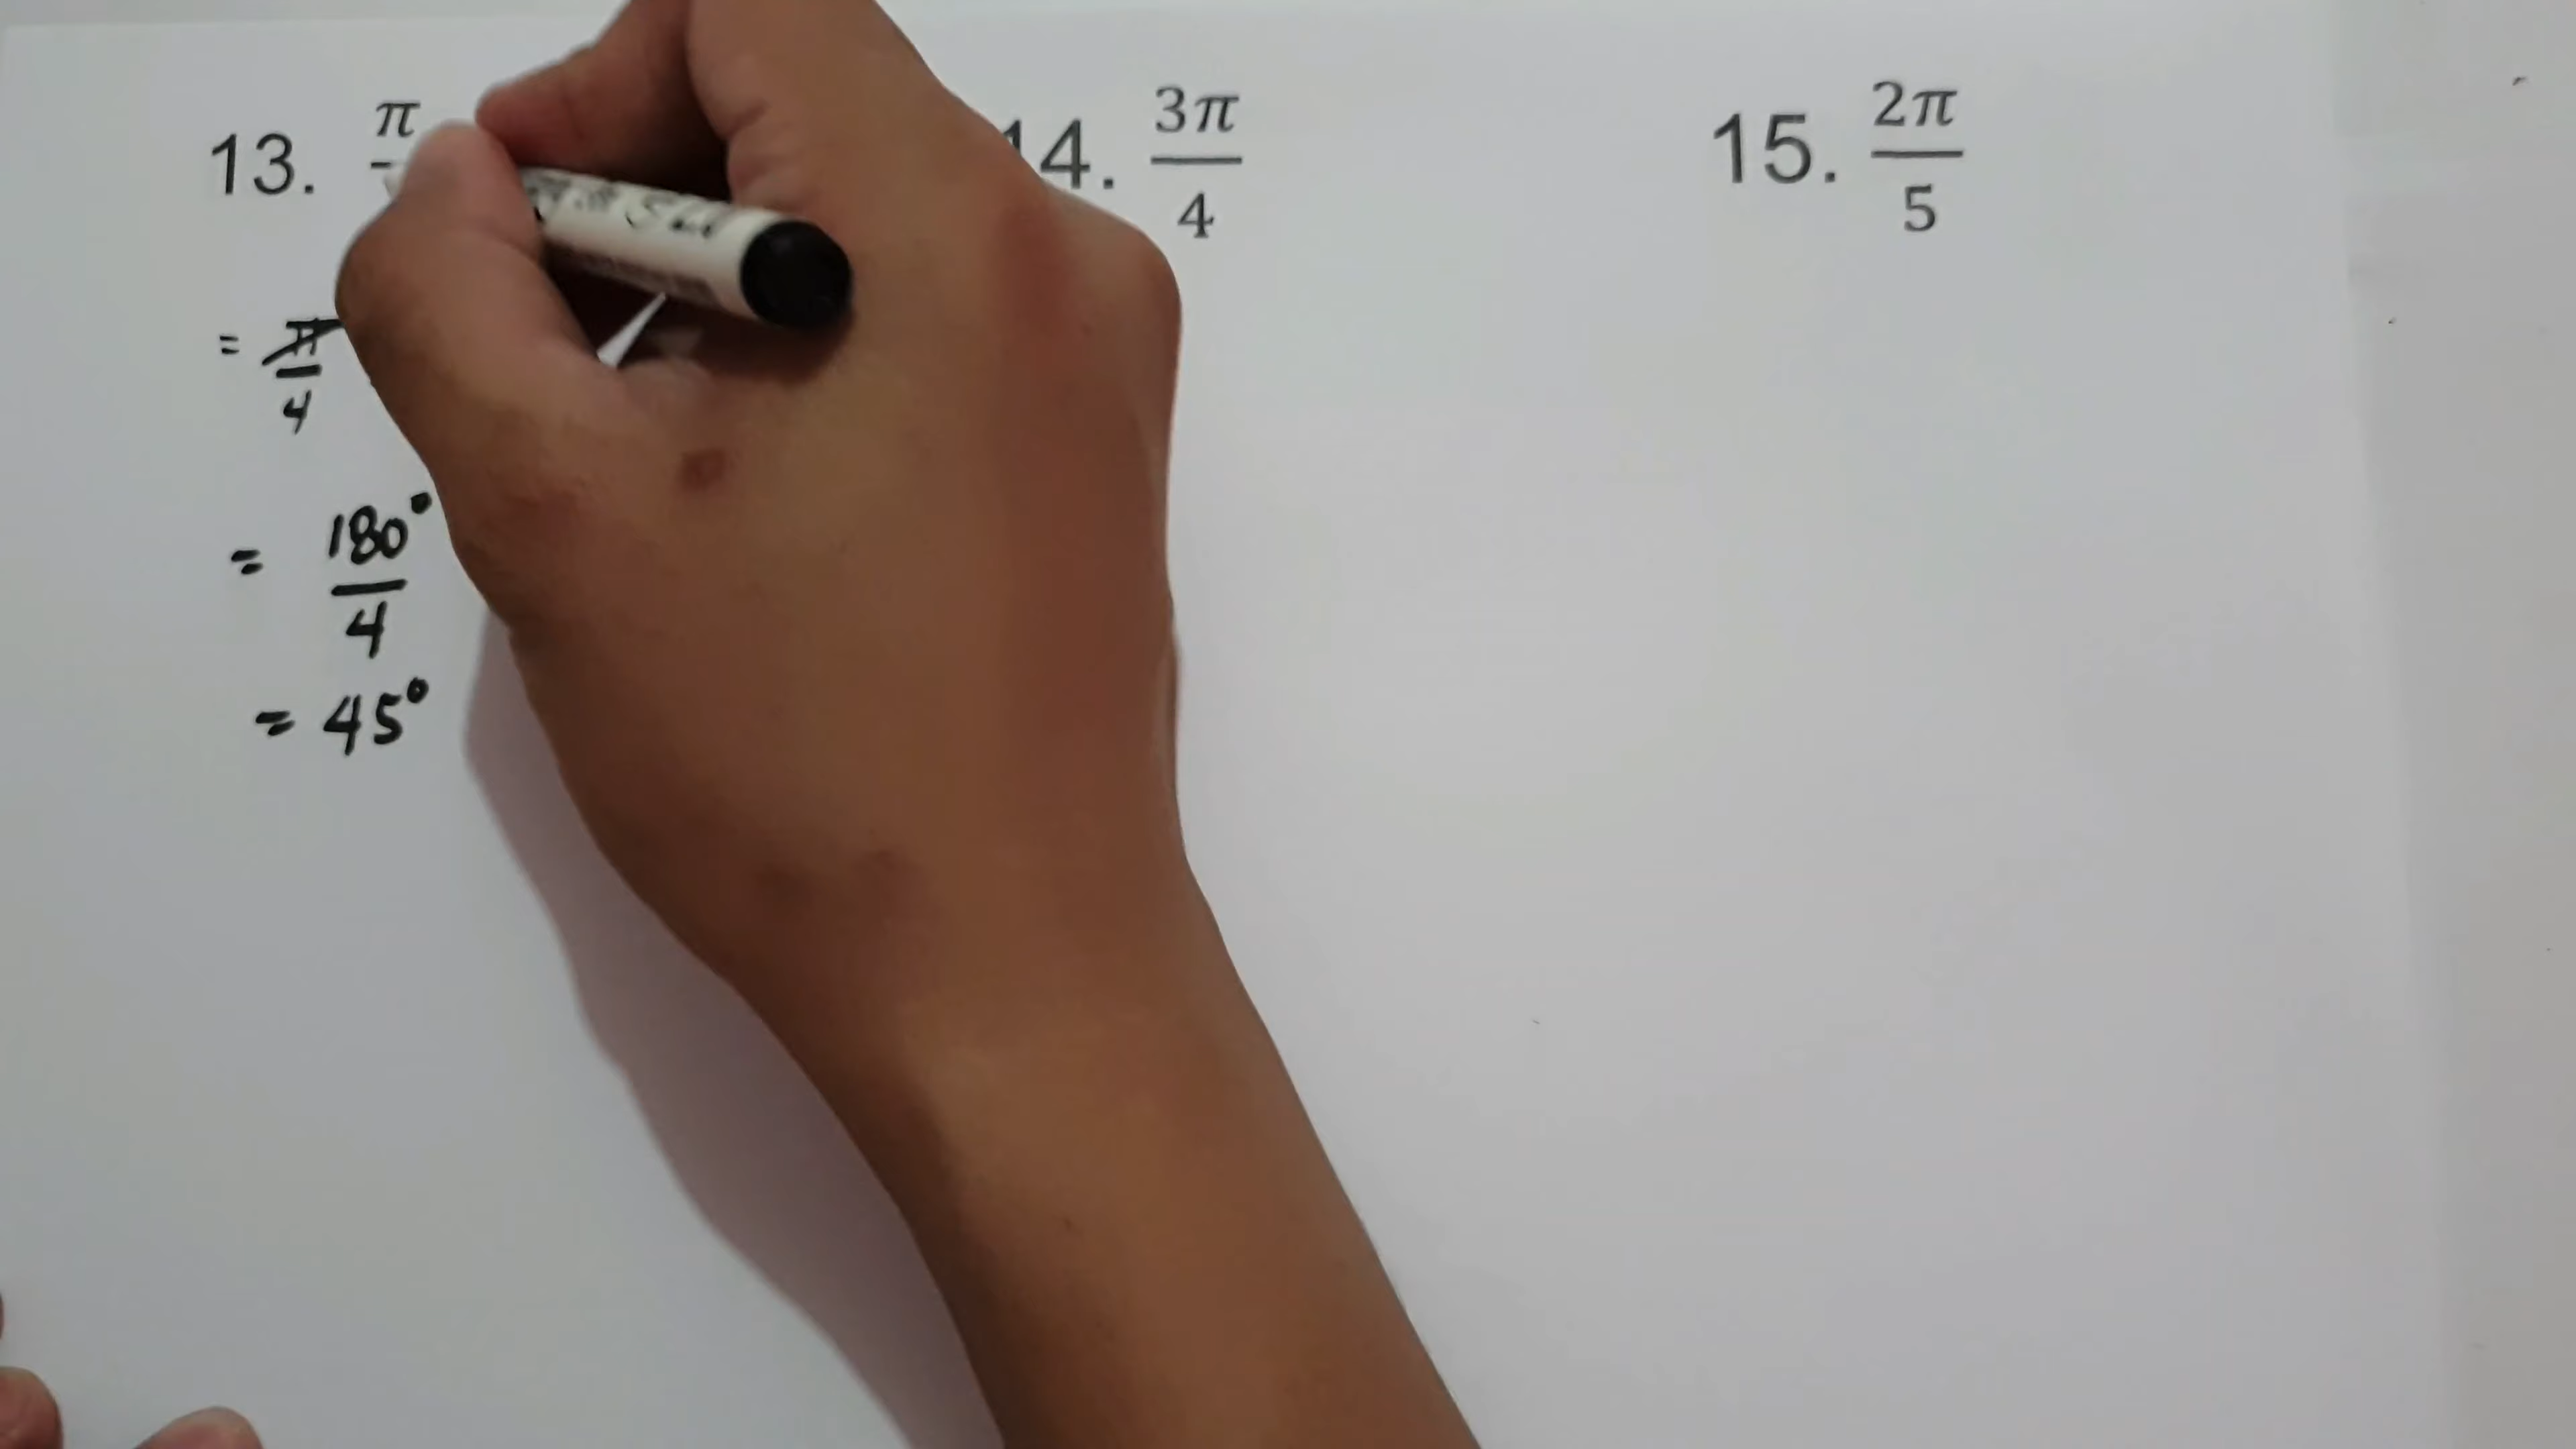 13. π
14. 3π/4
15. 2π/5
= π/4
= 180°/4
= 45°